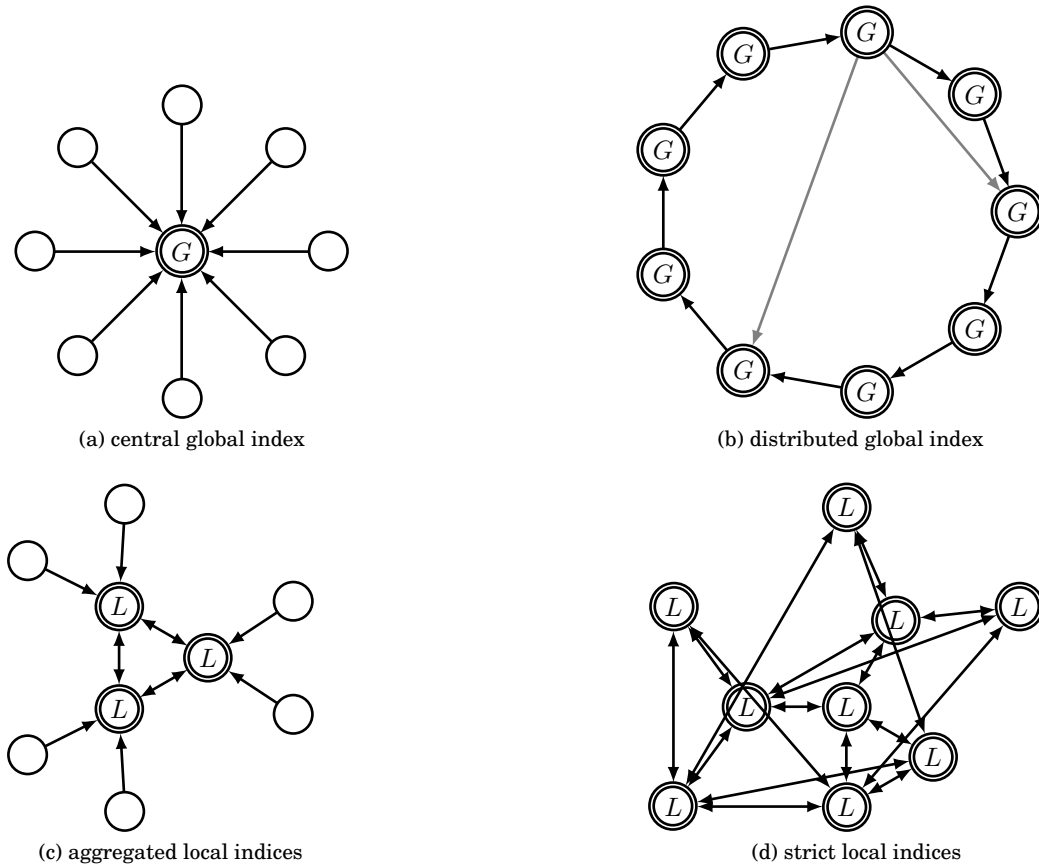 G
G
G
G
G
G
G
G
G
G
(a) central global index
(b) distributed global index
L
L
L
L
L
L
L
L
L
L
L
L
(c) aggregated local indices
(d) strict local indices